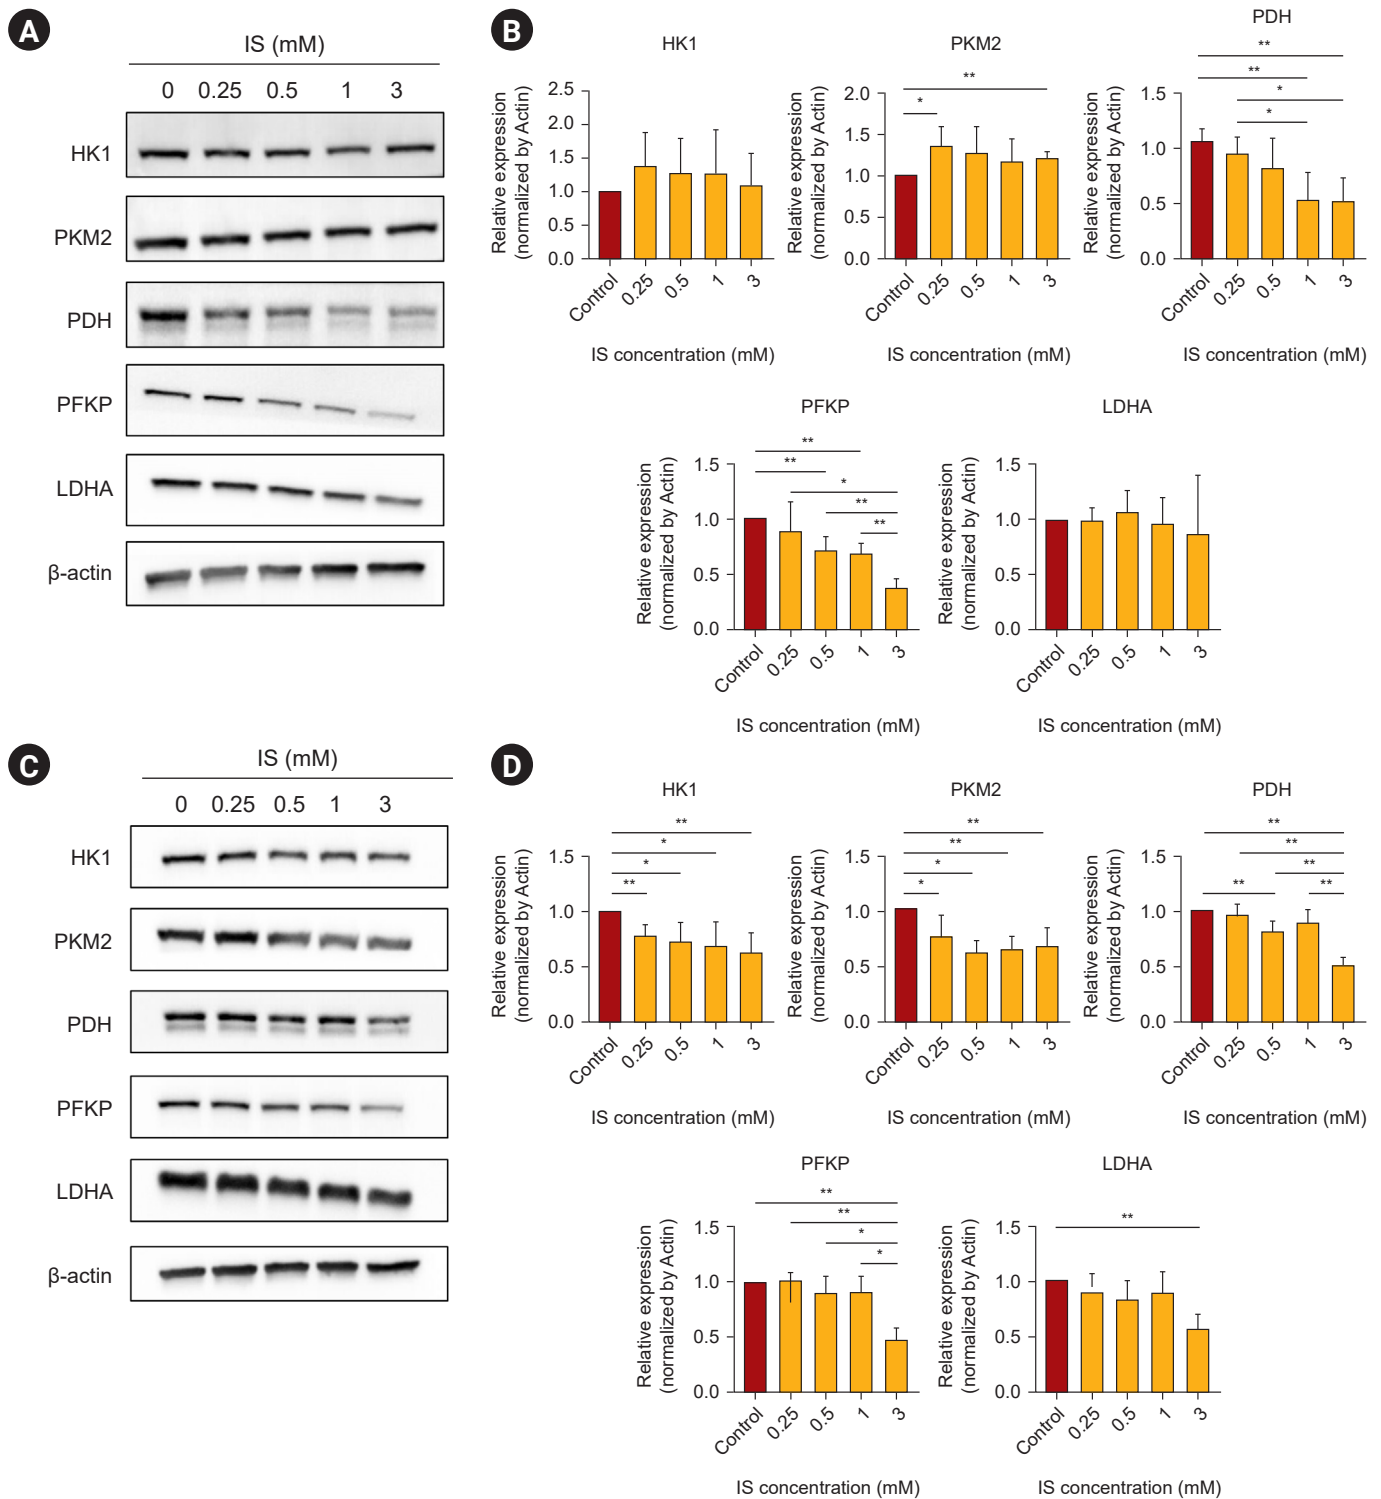 A
IS (mM)
0 0.25 0.5 1 3
HK1
PKM2
PDH
PFKP
LDHA
β-actin
B
HK1
Relative expression
(normalized by Actin)
2.5
2.0
1.5
1.0
0.5
0.0
Control 0.25 0.5 1 3
IS concentration (mM)
PKM2
Relative expression
(normalized by Actin)
2.0
1.5
1.0
0.5
0.0
**
*
Control 0.25 0.5 1 3
IS concentration (mM)
PDH
Relative expression
(normalized by Actin)
1.5
1.0
0.5
0.0
**
**
*
*
Control 0.25 0.5 1 3
IS concentration (mM)
PFKP
Relative expression
(normalized by Actin)
1.5
1.0
0.5
0.0
**
**
*
**
**
Control 0.25 0.5 1 3
IS concentration (mM)
LDHA
Relative expression
(normalized by Actin)
1.5
1.0
0.5
0.0
Control 0.25 0.5 1 3
IS concentration (mM)
C
IS (mM)
0 0.25 0.5 1 3
HK1
PKM2
PDH
PFKP
LDHA
β-actin
D
HK1
Relative expression
(normalized by Actin)
1.5
1.0
0.5
0.0
**
*
*
**
Control 0.25 0.5 1 3
IS concentration (mM)
PKM2
Relative expression
(normalized by Actin)
1.5
1.0
0.5
0.0
**
**
*
*
Control 0.25 0.5 1 3
IS concentration (mM)
PDH
Relative expression
(normalized by Actin)
1.5
1.0
0.5
0.0
**
**
**
** **
Control 0.25 0.5 1 3
IS concentration (mM)
PFKP
Relative expression
(normalized by Actin)
1.5
1.0
0.5
0.0
**
**
*
*
Control 0.25 0.5 1 3
IS concentration (mM)
LDHA
Relative expression
(normalized by Actin)
1.5
1.0
0.5
0.0
**
Control 0.25 0.5 1 3
IS concentration (mM)